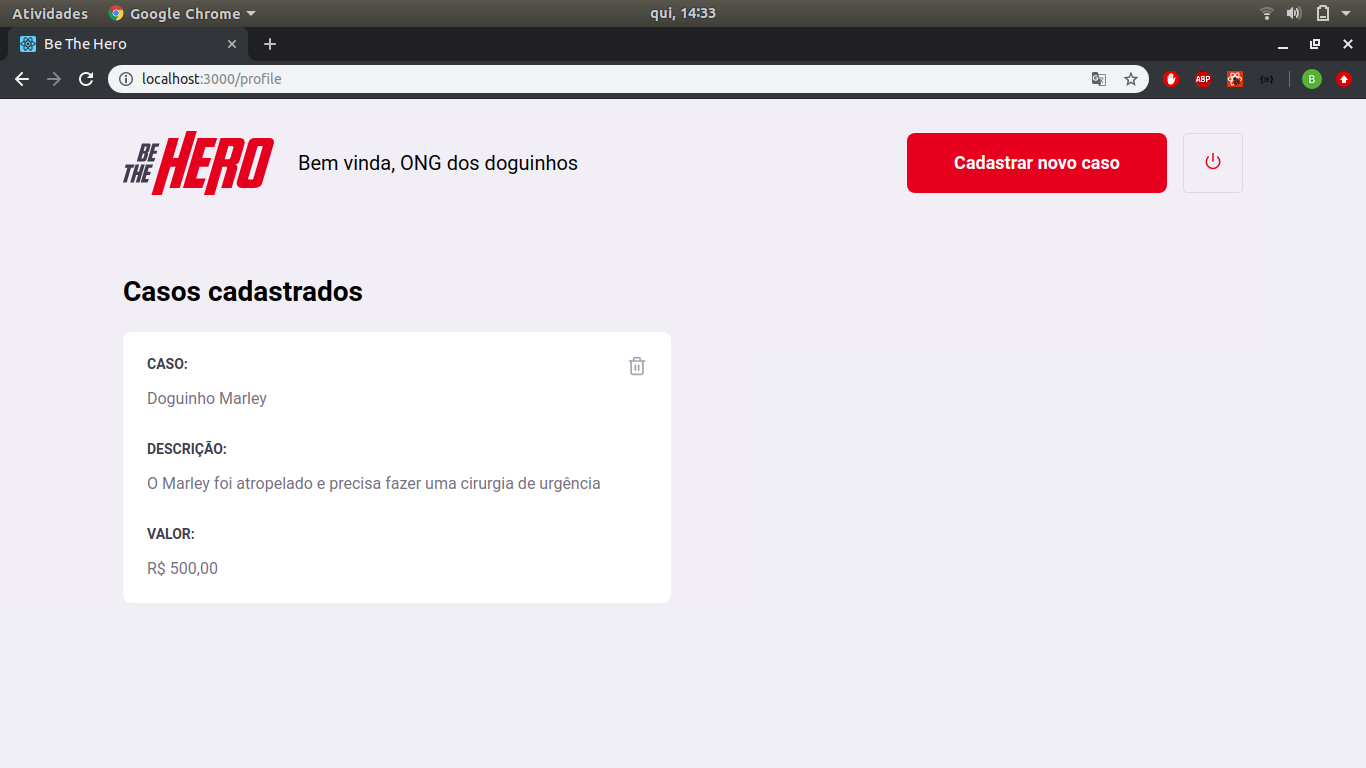 Atividades Google Chrome qui, 14:33
Be The Hero
localhost:3000/profile ABP {=} B
BE THE HERO Bem vinda, ONG dos doguinhos Cadastrar novo caso
Casos cadastrados
CASO:
Doguinho Marley
DESCRIÇÃO:
O Marley foi atropelado e precisa fazer uma cirurgia de urgência
VALOR:
R$ 500,00